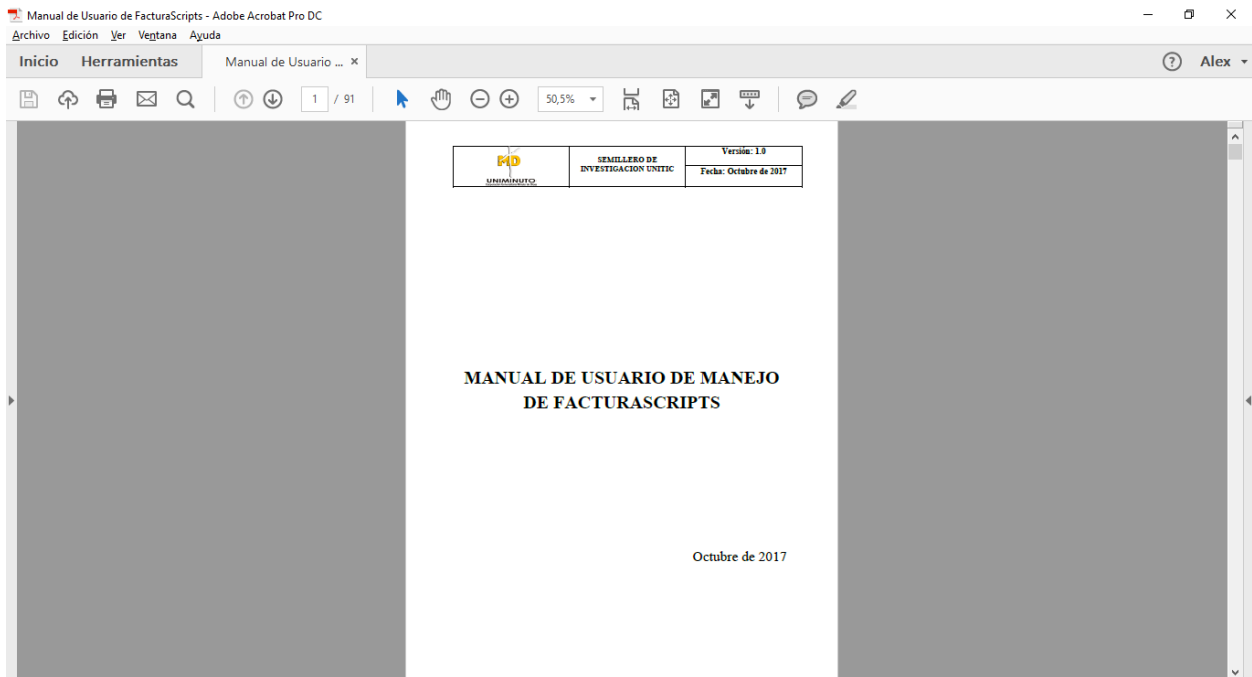 Manual de Usuario de FacturaScripts - Adobe Acrobat Pro DC
Archivo Edición Ver Ventana Ayuda
Inicio Herramientas Manual de Usuario ... × ? Alex
1 / 91 50,5%
MD
UNIMINUTO
SEMILLERO DE
INVESTIGACION UNITIC
Versión: 1.0
Fecha: Octubre de 2017
MANUAL DE USUARIO DE MANEJO
DE FACTURASCRIPTS
Octubre de 2017